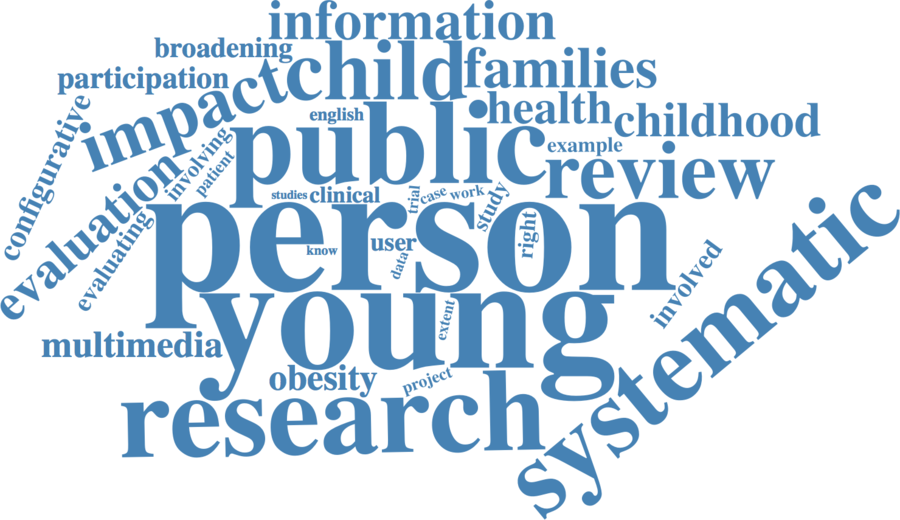 information
broadening
child
families
participation
impact
health
childhood
english
public
configurative
involving
patient
example
review
evaluation
studies
clinical
trial
case
work
study
person
systematic
evaluating
know
user
data
right
involved
young
extent
multimedia
obesity
project
research